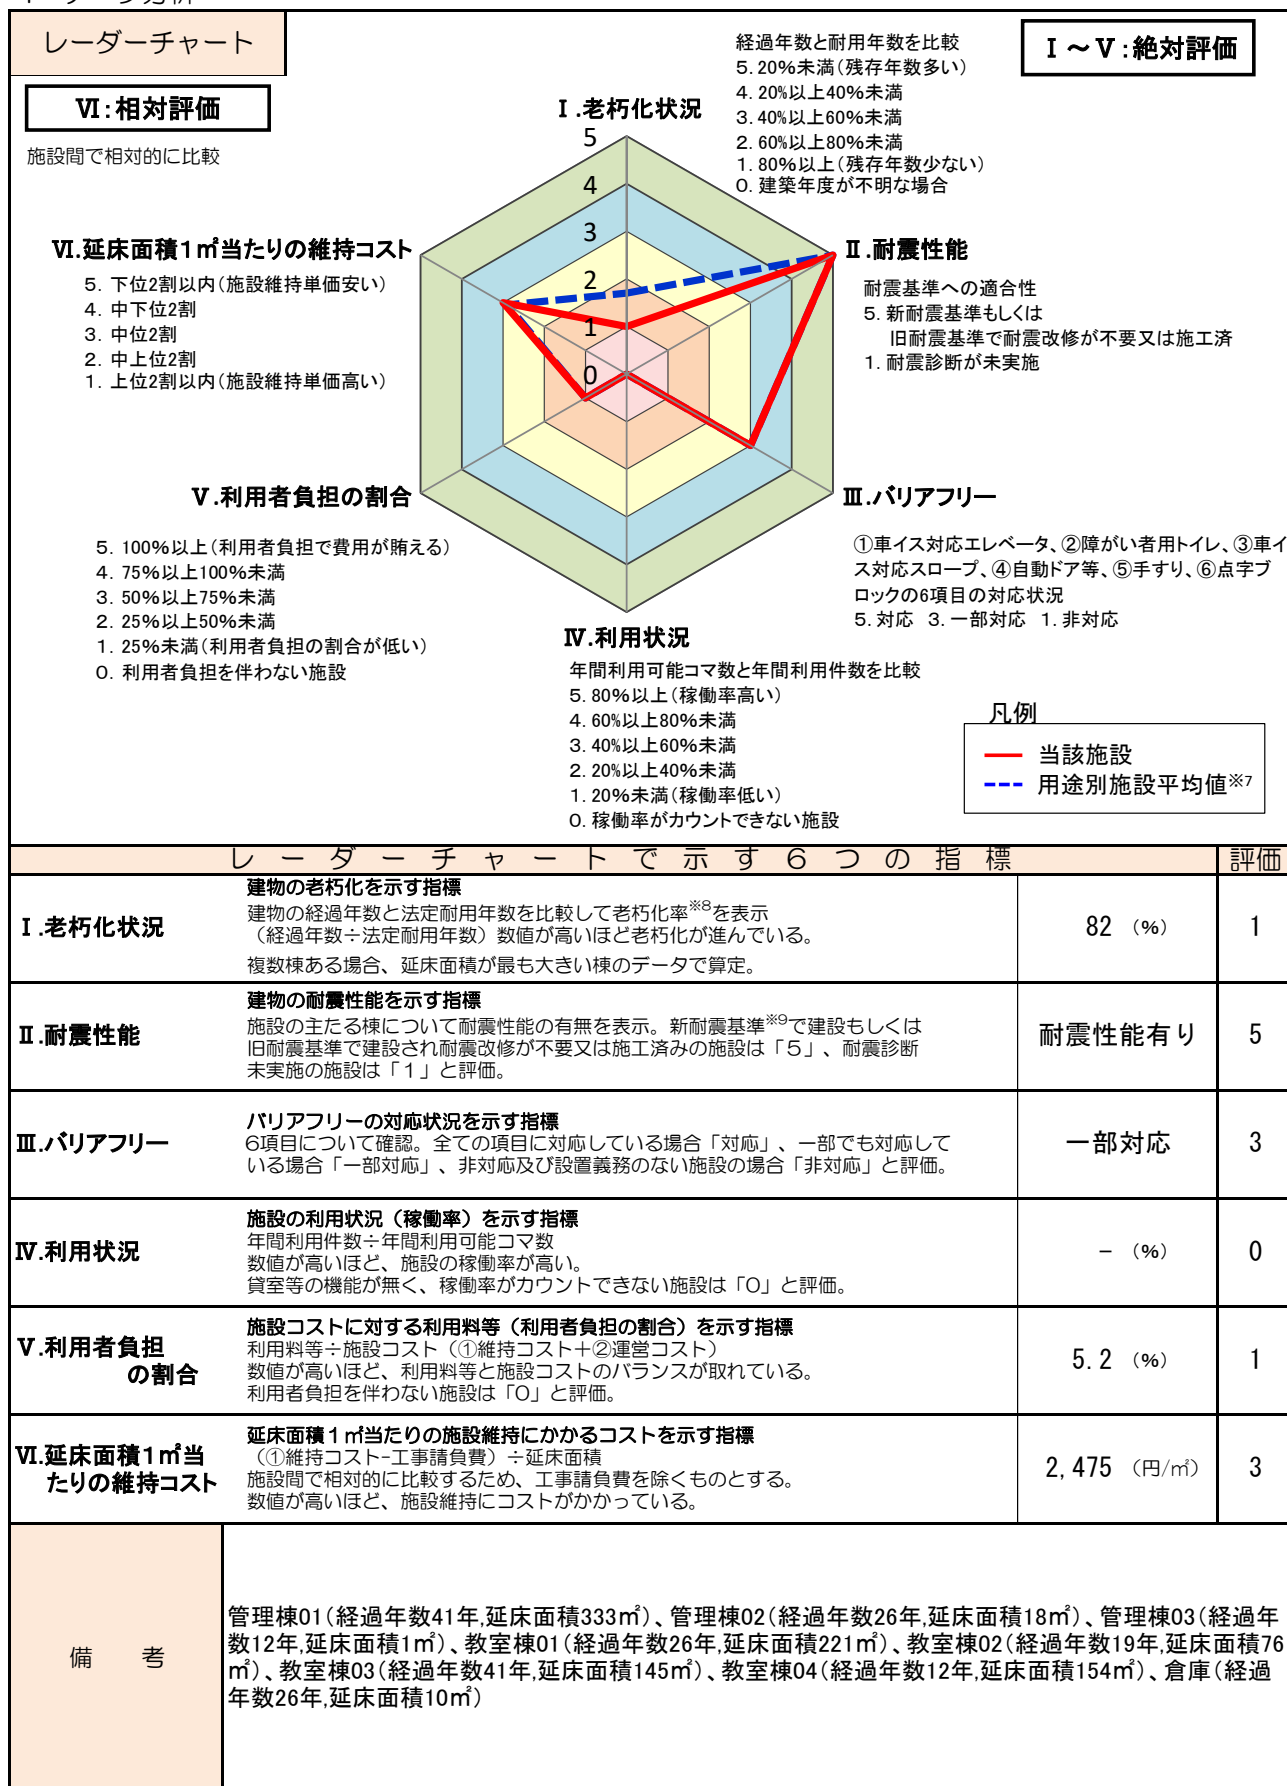 レーダーチャート
Ⅵ：相対評価
施設間で相対的に比較
Ⅰ～Ⅴ：絶対評価
経過年数と耐用年数を比較
5．20％未満（残存年数多い）
4．20％以上40％未満
3．40％以上60％未満
2．60％以上80％未満
1．80％以上（残存年数少ない）
0．建築年度が不明な場合
Ⅰ.老朽化状況
5
4
3
2
1
0
Ⅵ.延床面積1㎡当たりの維持コスト
5．下位2割以内（施設維持単価安い）
4．中下位2割
3．中位2割
2．中上位2割
1．上位2割以内（施設維持単価高い）
Ⅱ.耐震性能
耐震基準への適合性
5．新耐震基準もしくは
旧耐震基準で耐震改修が不要又は施工済
1．耐震診断が未実施
Ⅴ.利用者負担の割合
5．100％以上（利用者負担で費用が賄える）
4．75％以上100％未満
3．50％以上75％未満
2．25％以上50％未満
1．25％未満（利用者負担の割合が低い）
0．利用者負担を伴わない施設
Ⅲ.バリアフリー
①車イス対応エレベータ、②障がい者用トイレ、③車イ
ス対応スロープ、④自動ドア等、⑤手すり、⑥点字ブ
ロックの6項目の対応状況
5．対応 3．一部対応 1．非対応
Ⅳ.利用状況
年間利用可能コマ数と年間利用件数を比較
5．80％以上（稼働率高い）
4．60％以上80％未満
3．40％以上60％未満
2．20％以上40％未満
1．20％未満（稼働率低い）
0．稼働率がカウントできない施設
凡例
当該施設
用途別施設平均値※7
レーダーチャートで示す6つの指標 評価
Ⅰ.老朽化状況
建物の老朽化を示す指標
建物の経過年数と法定耐用年数を比較して老朽化率※8を表示
（経過年数÷法定耐用年数）数値が高いほど老朽化が進んでいる。
複数棟ある場合、延床面積が最も大きい棟のデータで算定。
82 （%） 1
Ⅱ.耐震性能
建物の耐震性能を示す指標
施設の主たる棟について耐震性能の有無を表示。新耐震基準※9で建設もしくは
旧耐震基準で建設され耐震改修が不要又は施工済みの施設は「5」、耐震診断
未実施の施設は「1」と評価。
耐震性能有り 5
Ⅲ.バリアフリー
バリアフリーの対応状況を示す指標
6項目について確認。全ての項目に対応している場合「対応」、一部でも対応して
いる場合「一部対応」、非対応及び設置義務のない施設の場合「非対応」と評価。
一部対応 3
Ⅳ.利用状況
施設の利用状況（稼働率）を示す指標
年間利用件数÷年間利用可能コマ数
数値が高いほど、施設の稼働率が高い。
貸室等の機能が無く、稼働率がカウントできない施設は「0」と評価。
－ （%） 0
Ⅴ.利用者負担
の割合
施設コストに対する利用料等（利用者負担の割合）を示す指標
利用料等÷施設コスト（①維持コスト＋②運営コスト）
数値が高いほど、利用料等と施設コストのバランスが取れている。
利用者負担を伴わない施設は「0」と評価。
5.2 （%） 1
Ⅵ.延床面積1㎡当
たりの維持コスト
延床面積1㎡当たりの施設維持にかかるコストを示す指標
（①維持コスト-工事請負費）÷延床面積
施設間で相対的に比較するため、工事請負費を除くものとする。
数値が高いほど、施設維持にコストがかかっている。
2,475 （円/㎡） 3
備 考
管理棟01（経過年数41年,延床面積333㎡）、管理棟02（経過年数26年,延床面積18㎡）、管理棟03（経過年
数12年,延床面積1㎡）、教室棟01（経過年数26年,延床面積221㎡）、教室棟02（経過年数19年,延床面積76
㎡）、教室棟03（経過年数41年,延床面積145㎡）、教室棟04（経過年数12年,延床面積154㎡）、倉庫（経過
年数26年,延床面積10㎡）